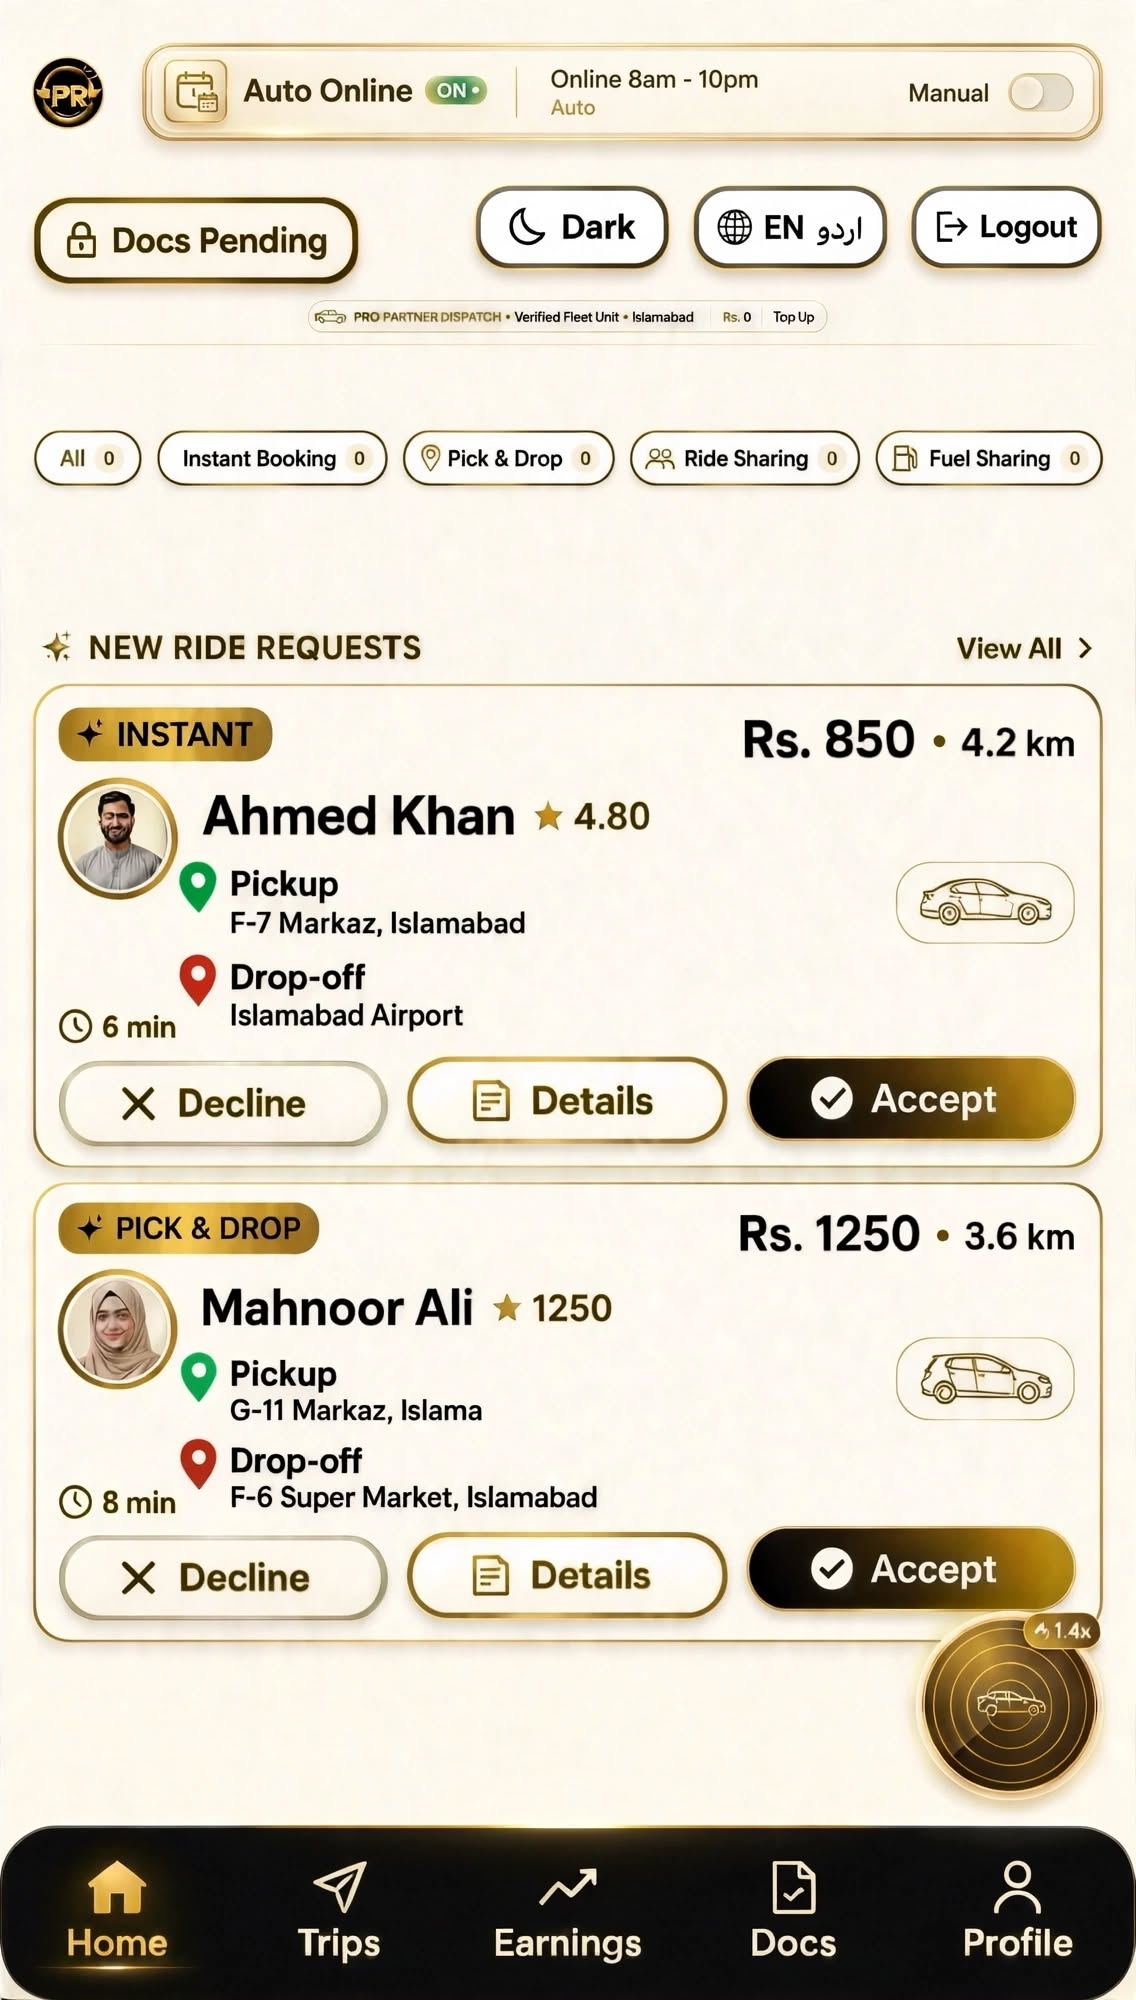 PR
Auto Online ON
Online 8am - 10pm
Auto
Manual
Docs Pending
Dark
EN اردو
Logout
PRO PARTNER DISPATCH • Verified Fleet Unit • Islamabad Rs. 0 Top Up
All 0
Instant Booking 0
Pick & Drop 0
Ride Sharing 0
Fuel Sharing 0
NEW RIDE REQUESTS
View All
INSTANT
Rs. 850 • 4.2 km
Ahmed Khan 4.80
Pickup
F-7 Markaz, Islamabad
Drop-off
Islamabad Airport
6 min
Decline
Details
Accept
PICK & DROP
Rs. 1250 • 3.6 km
Mahnoor Ali 1250
Pickup
G-11 Markaz, Islama
Drop-off
F-6 Super Market, Islamabad
8 min
Decline
Details
Accept
1.4x
Home
Trips
Earnings
Docs
Profile